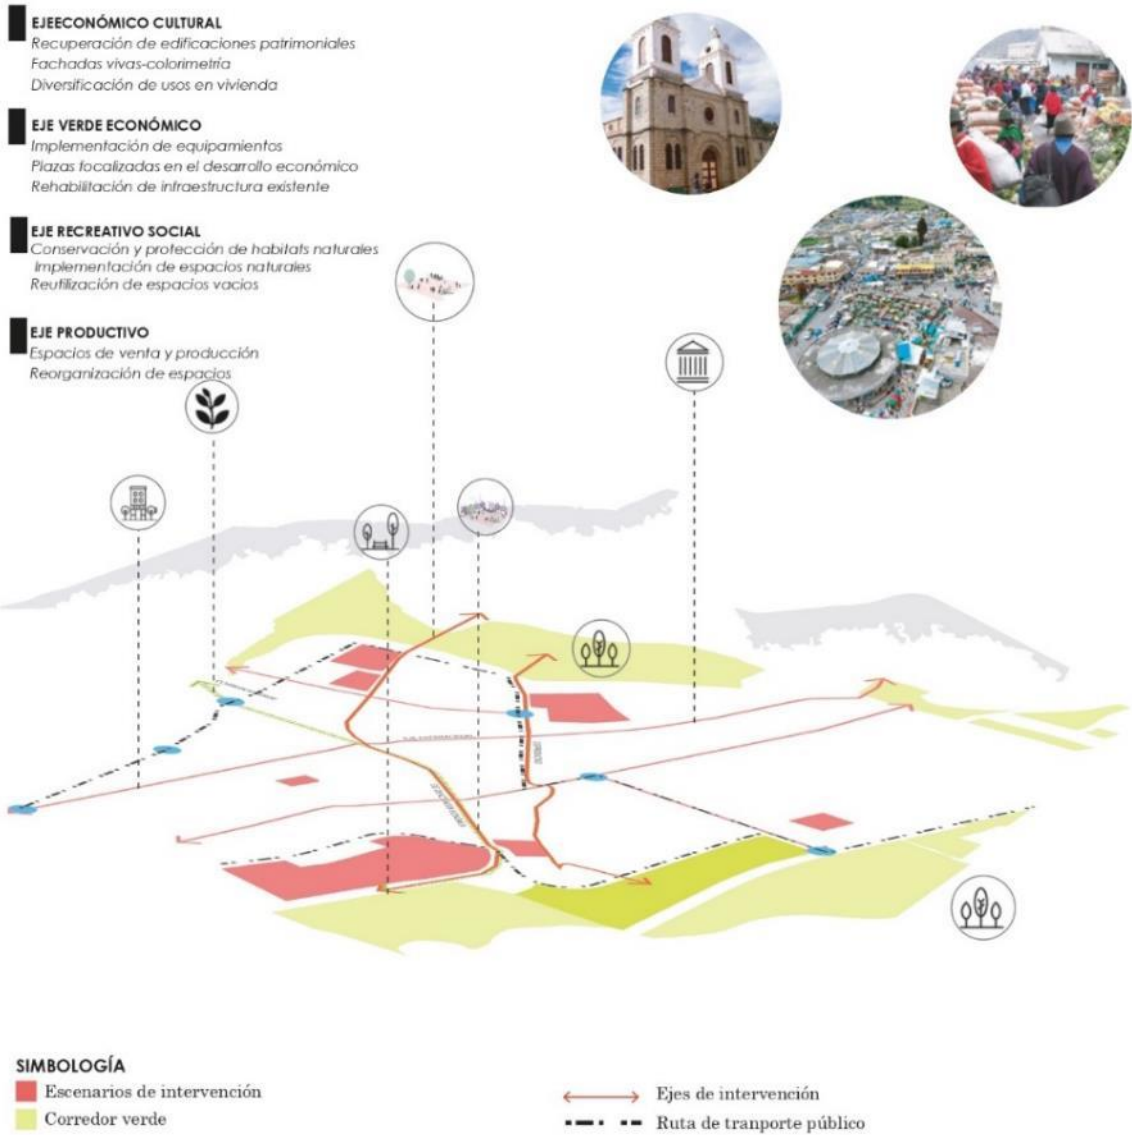 EJEECONÓMICO CULTURAL
Recuperación de edificaciones patrimoniales
Fachadas vivas-colorimetría
Diversificación de usos en vivienda
EJE VERDE ECONÓMICO
Implementación de equipamientos
Plazas focalizadas en el desarrollo económico
Rehabilitación de infraestructura existente
EJE RECREATIVO SOCIAL
Conservación y protección de habitats naturales
Implementación de espacios naturales
Reutilización de espacios vacios
EJE PRODUCTIVO
Espacios de venta y producción
Reorganización de espacios
SIMBOLOGÍA
Escenarios de intervención
Corredor verde
Ejes de intervención
Ruta de tranporte público